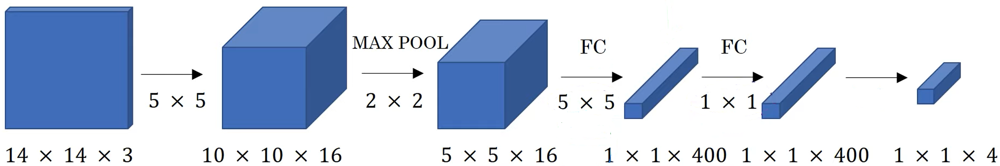 MAX POOL
FC
FC
5 × 5
2 × 2
5 × 5
1 × 1
14 × 14 × 3
10 × 10 × 16
5 × 5 × 16
1 × 1 × 400
1 × 1 × 400
1 × 1 × 4